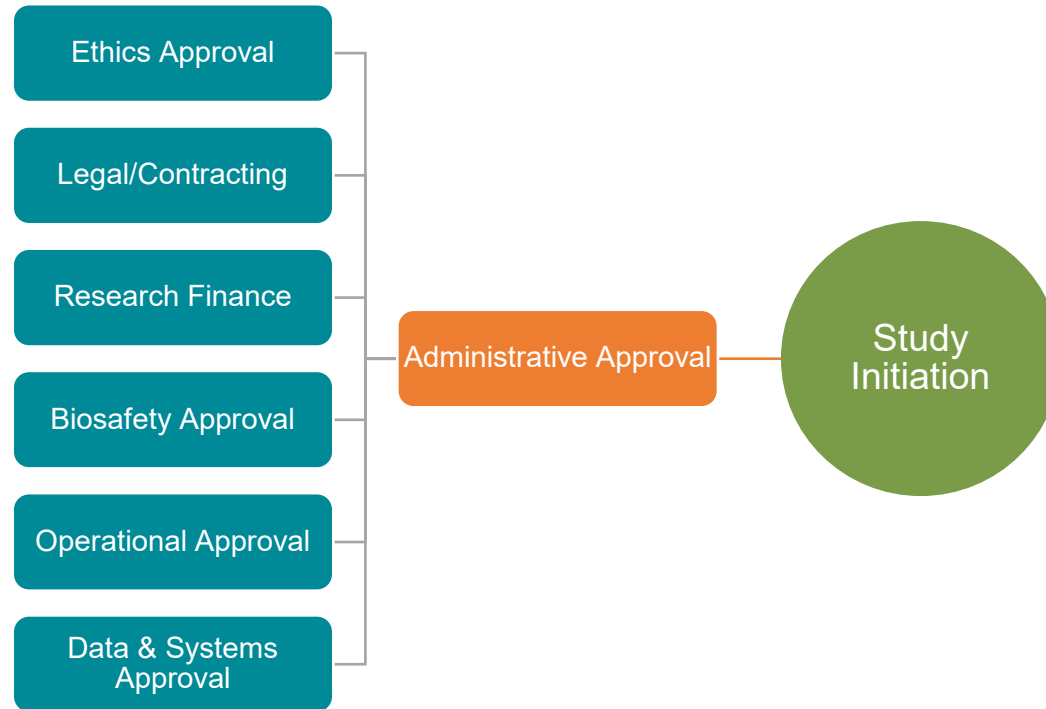 Ethics Approval
Legal/Contracting
Research Finance
Biosafety Approval
Operational Approval
Data & Systems
Approval
Administrative Approval
Study
Initiation